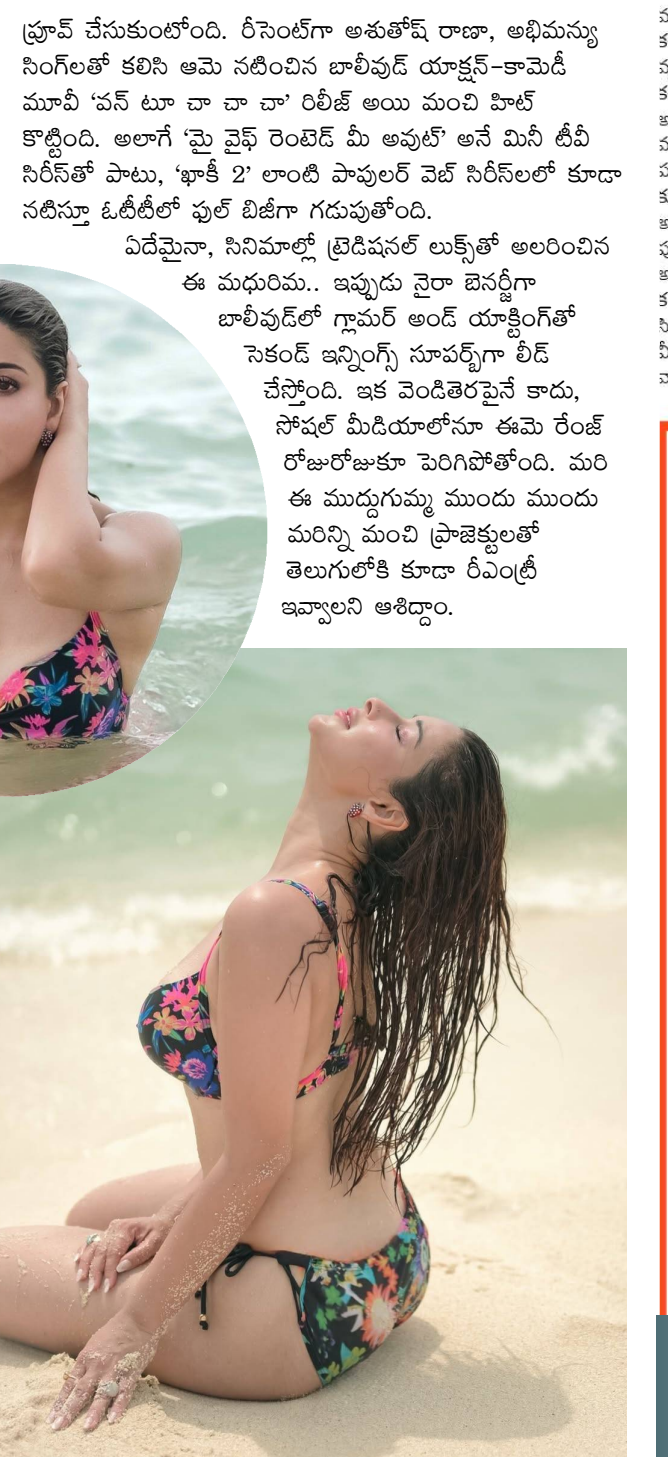 ప్రూవ్ చేసుకుంటోంది. రీసెంట్‌గా అశుతోష్ రాణా, అభిమన్యు
సింగ్‌లతో కలిసి ఆమె నటించిన బాలీవుడ్ యాక్షన్-కామెడీ
మూవీ ‘వన్ టూ చా చా చా’ రిలీజ్ అయి మంచి హిట్
కొట్టింది. అలాగే ‘మై వైఫ్ రెంటెడ్ మీ అవుట్’ అనే మినీ టీవీ
సిరీస్‌తో పాటు, ‘ఖాకీ 2’ లాంటి పాపులర్ వెబ్ సిరీస్‌లలో కూడా
నటిస్తూ ఓటీటీలో ఫుల్ బిజీగా గడుపుతోంది.
ఏదేమైనా, సినిమాల్లో ట్రెడిషనల్ లుక్స్‌తో అలరించిన
ఈ మధురిమ.. ఇప్పుడు నైరా బెనర్జీగా
బాలీవుడ్‌లో గ్లామర్ అండ్ యాక్టింగ్‌తో
సెకండ్ ఇన్నింగ్స్ సూపర్బ్‌గా లీడ్
చేస్తోంది. ఇక వెండితెరపైనే కాదు,
సోషల్ మీడియాలోనూ ఈమె రేంజ్
రోజురోజుకూ పెరిగిపోతోంది. మరి
ఈ ముద్దుగుమ్మ ముందు ముందు
మరిన్ని మంచి ప్రాజెక్టులతో
తెలుగులోకి కూడా రీఎంట్రీ
ఇవ్వాలని ఆశిద్దాం.